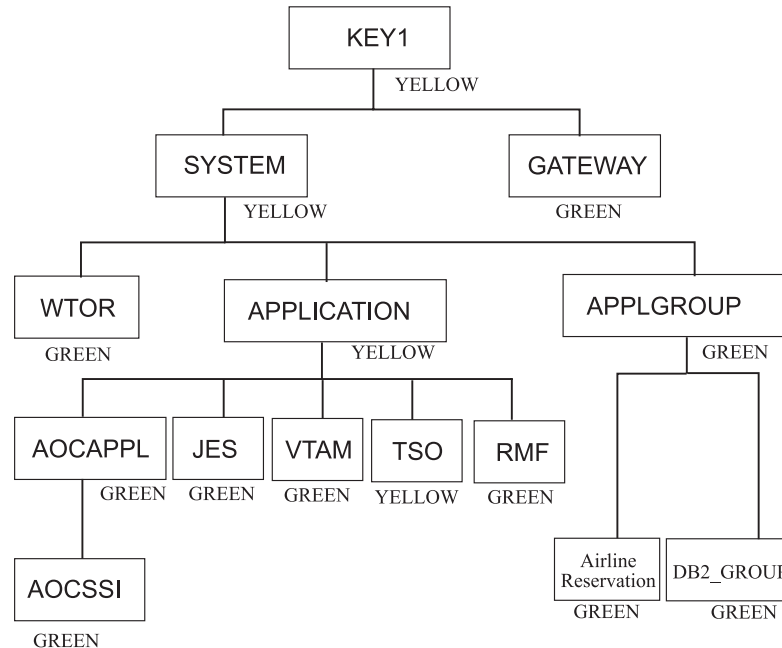 KEY1
YELLOW
SYSTEM
GATEWAY
YELLOW
GREEN
WTOR
APPLICATION
APPLGROUP
GREEN
YELLOW
GREEN
AOCAPPL
JES
VTAM
TSO
RMF
GREEN
GREEN
GREEN
YELLOW
GREEN
Airline
Reservation
DB2_GROUP
GREEN
GREEN
AOCSSI
GREEN